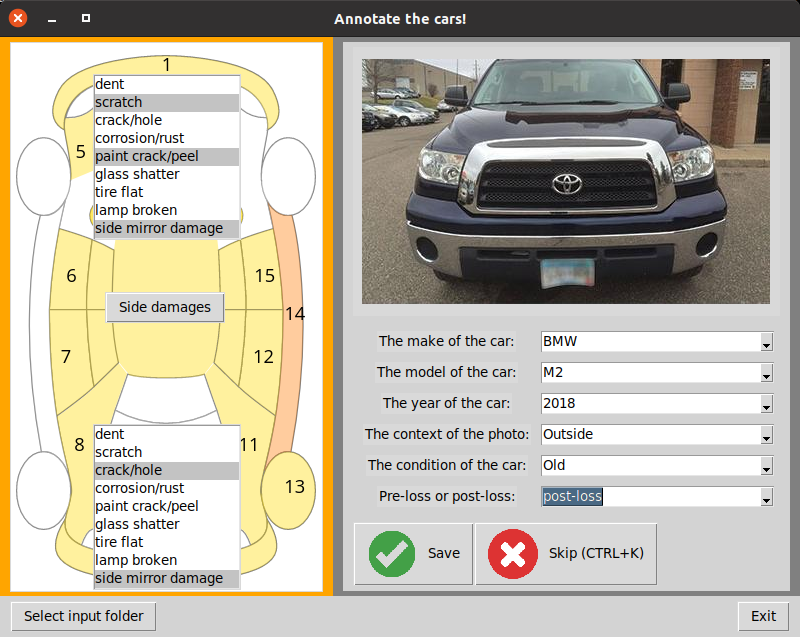 Annotate the cars!
1
dent
scratch
crack/hole
corrosion/rust
paint crack/peel
glass shatter
tire flat
lamp broken
side mirror damage
5
6
15
Side damages
14
7
12
8
11
13
dent
scratch
crack/hole
corrosion/rust
paint crack/peel
glass shatter
tire flat
lamp broken
side mirror damage
The make of the car: BMW
The model of the car: M2
The year of the car: 2018
The context of the photo: Outside
The condition of the car: Old
Pre-loss or post-loss: post-loss
Save
Skip (CTRL+K)
Select input folder
Exit